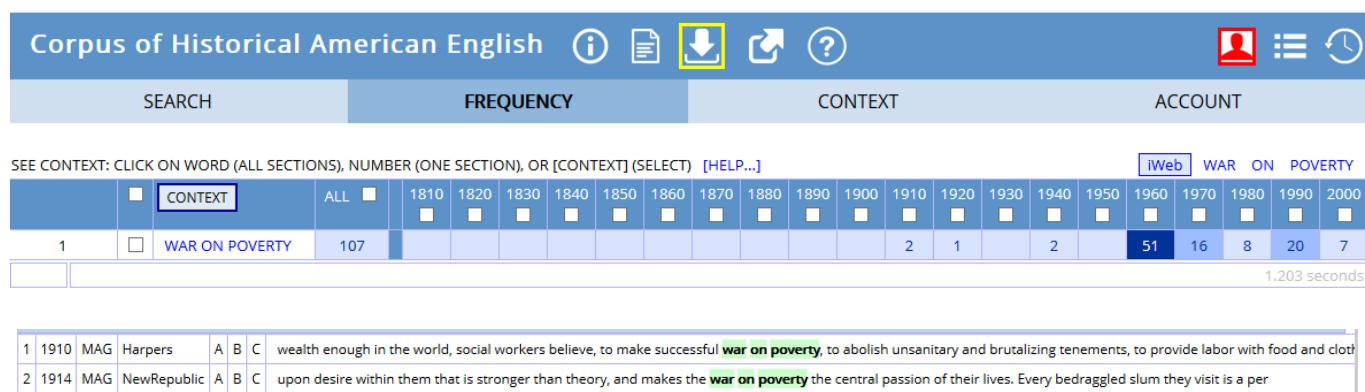 Corpus of Historical American English
SEARCH FREQUENCY CONTEXT ACCOUNT
SEE CONTEXT: CLICK ON WORD (ALL SECTIONS), NUMBER (ONE SECTION), OR [CONTEXT] (SELECT) [HELP...] iWeb WAR ON POVERTY
CONTEXT ALL 1810 1820 1830 1840 1850 1860 1870 1880 1890 1900 1910 1920 1930 1940 1950 1960 1970 1980 1990 2000
1 WAR ON POVERTY 107 2 1 2 51 16 8 20 7
1.203 seconds
1 1910 MAG Harpers A B C wealth enough in the world, social workers believe, to make successful war on poverty, to abolish unsanitary and brutalizing tenements, to provide labor with food and cloth
2 1914 MAG NewRepublic A B C upon desire within them that is stronger than theory, and makes the war on poverty the central passion of their lives. Every bedraggled slum they visit is a per